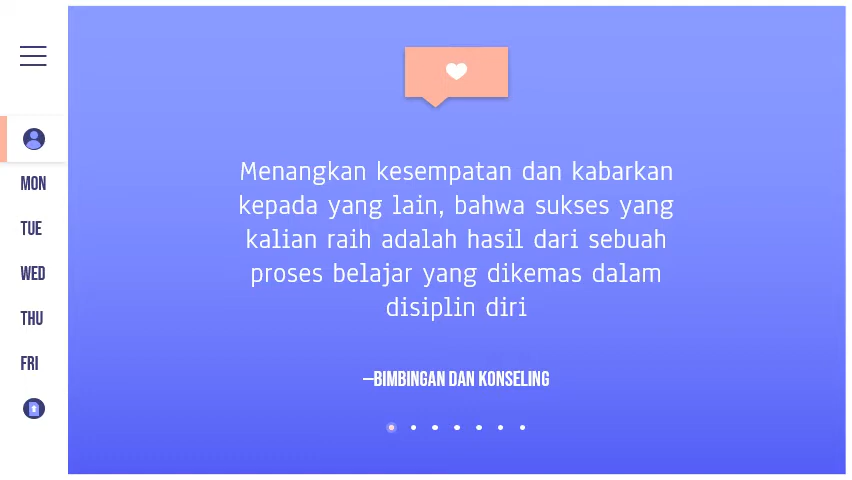 MON
TUE
WED
THU
FRI
Menangkan kesempatan dan kabarkan
kepada yang lain, bahwa sukses yang
kalian raih adalah hasil dari sebuah
proses belajar yang dikemas dalam
disiplin diri
—BIMBINGAN DAN KONSELING